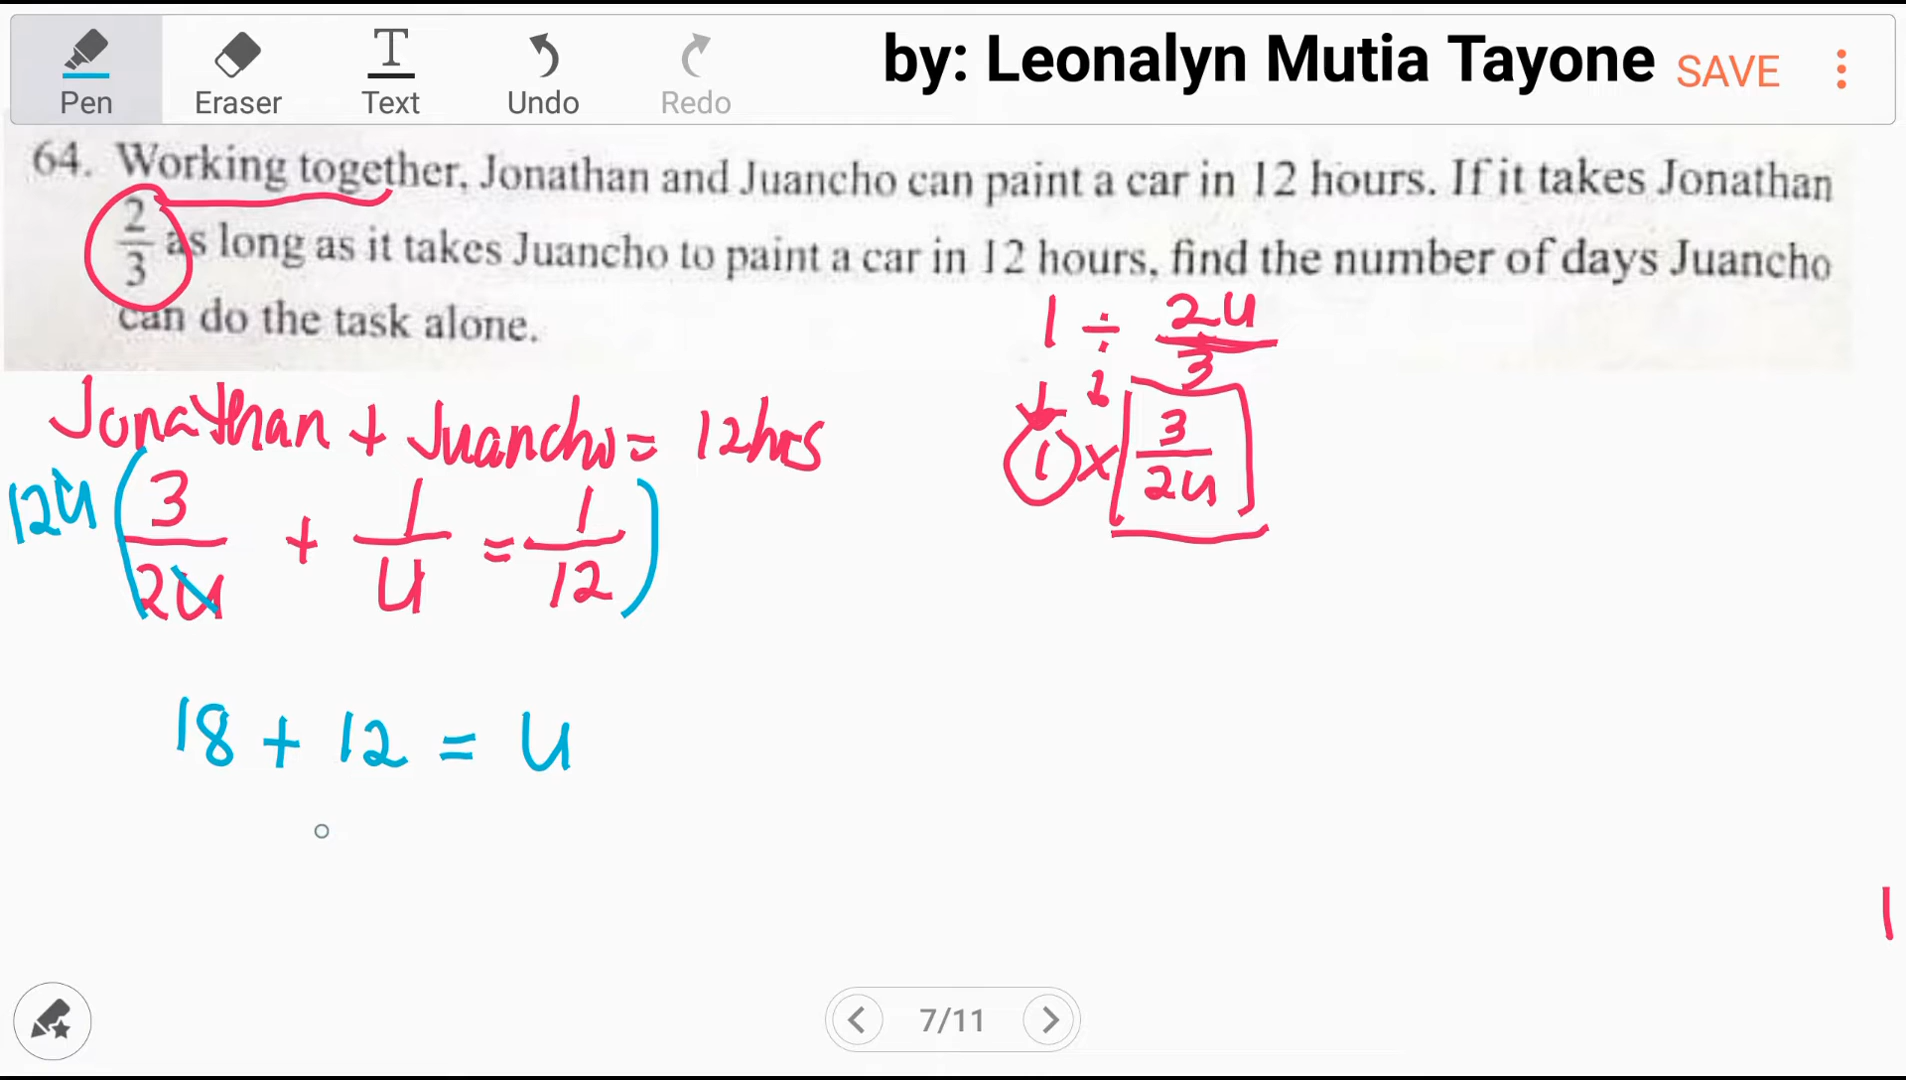 by: Leonalyn Mutia Tayone
SAVE
Pen
Eraser
Text
Undo
Redo
64. Working together, Jonathan and Juancho can paint a car in 12 hours. If it takes Jonathan
2/3 as long as it takes Juancho to paint a car in 12 hours, find the number of days Juancho
can do the task alone.
1 ÷ 2u/3
1 × 3/2u
Jonathan + Juancho = 12hrs
12u (3/2u + 1/u = 1/12)
18 + 12 = u
1
7/11